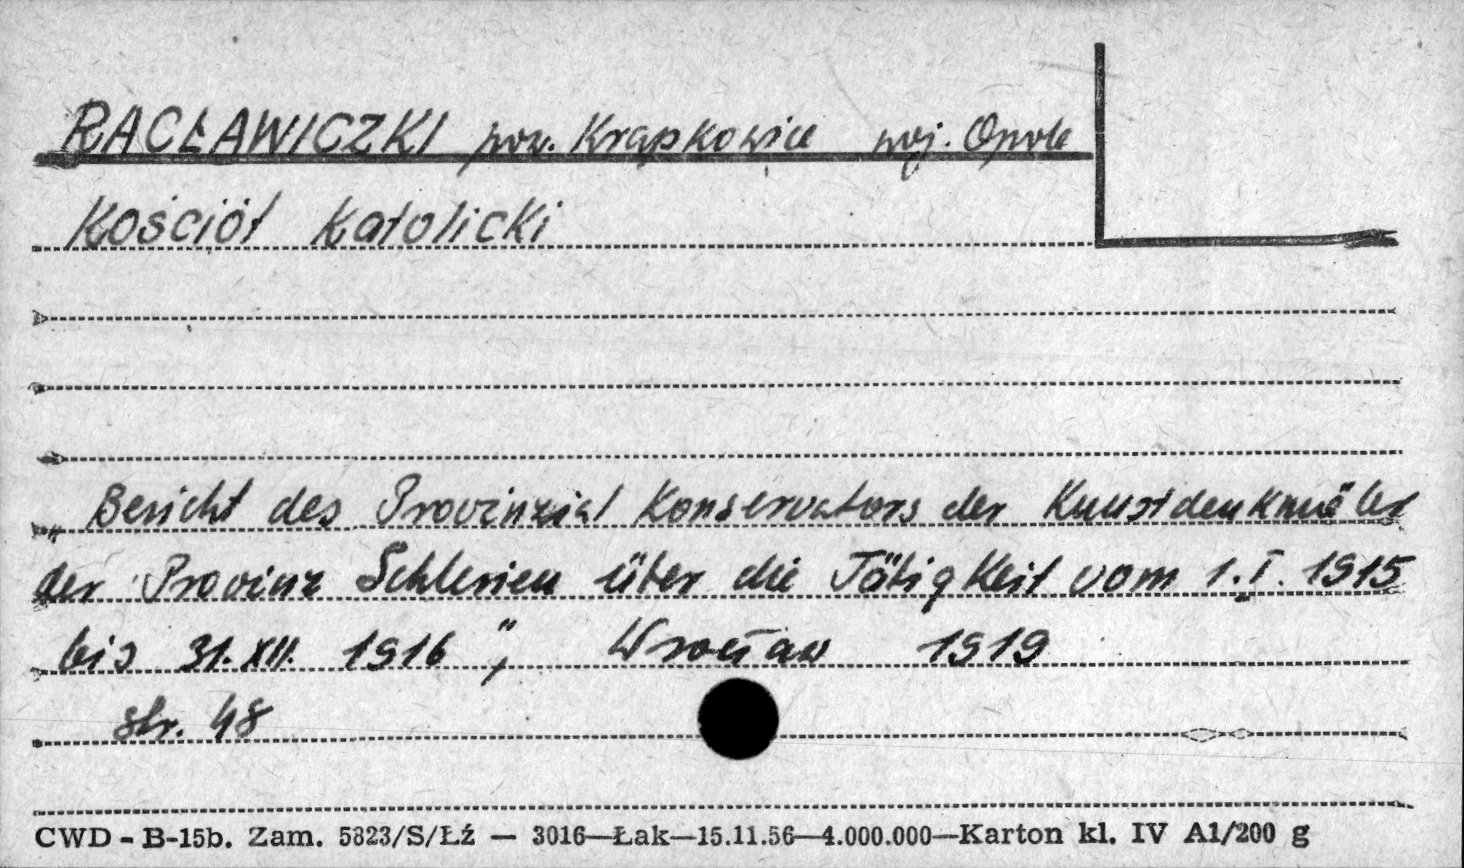 RACŁAWICZKI pow. Krapkowice woj. Opole
Kościół Katolicki
„Bericht des Provinzial Konservators der Kunstdenkmäler
der Provinz Schlesien über die Tätigkeit vom 1.I.1915
bis 31.XII. 1916", Wrocław 1919
str. 48
CWD - B-15b. Zam. 5823/S/Łź — 3016—Łak—15.11.56—4.000.000—Karton kl. IV A1/200 g